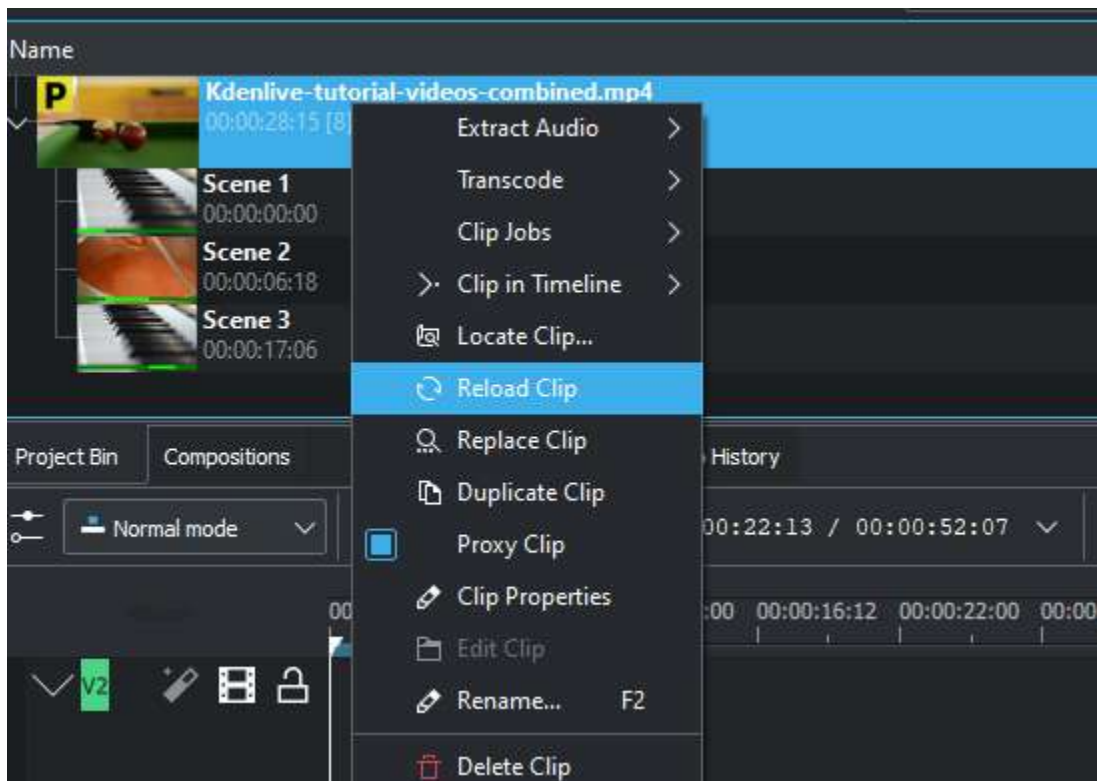 Name
P
Kdenlive-tutorial-videos-combined.mp4
00:00:28:15 [8]
Scene 1
00:00:00:00
Scene 2
00:00:06:18
Scene 3
00:00:17:06
Extract Audio
Transcode
Clip Jobs
Clip in Timeline
Locate Clip...
Reload Clip
Replace Clip
Duplicate Clip
Proxy Clip
Clip Properties
Edit Clip
Rename... F2
Delete Clip
Project Bin Compositions History
Normal mode 00:22:13 / 00:00:52:07
00 :00 00:00:16:12 00:00:22:00 00:00
V2